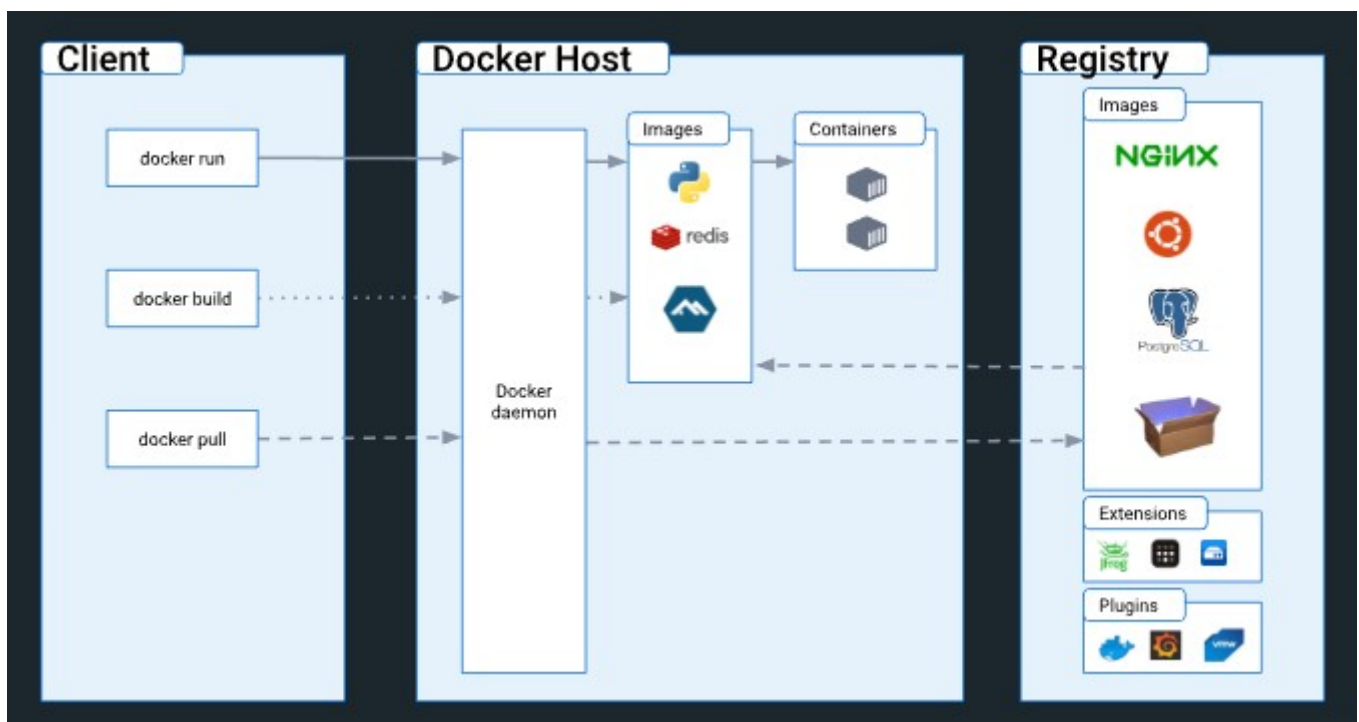 Client
docker run
docker build
docker pull
Docker Host
Docker
daemon
Images
redis
Containers
Registry
Images
NGINX
PostgreSQL
Extensions
jFrog
Plugins
vmw